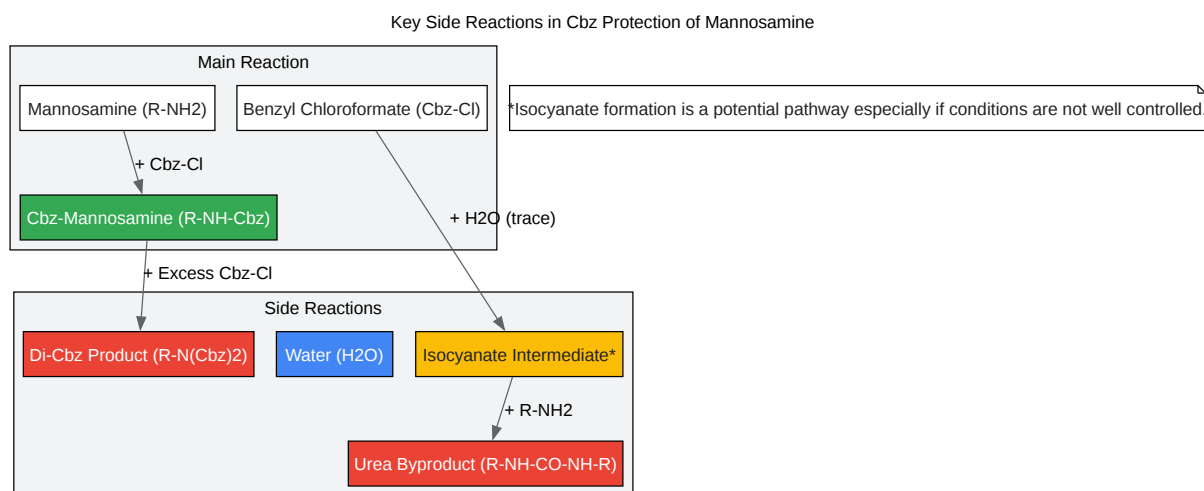 Key Side Reactions in Cbz Protection of Mannosamine
Main Reaction
Mannosamine (R-NH2)
Benzyl Chloroformate (Cbz-Cl)
*Isocyanate formation is a potential pathway especially if conditions are not well controlled.
+ Cbz-Cl
Cbz-Mannosamine (R-NH-Cbz)
+ H2O (trace)
+ Excess Cbz-Cl
Side Reactions
Di-Cbz Product (R-N(Cbz)2)
Water (H2O)
Isocyanate Intermediate*
+ R-NH2
Urea Byproduct (R-NH-CO-NH-R)